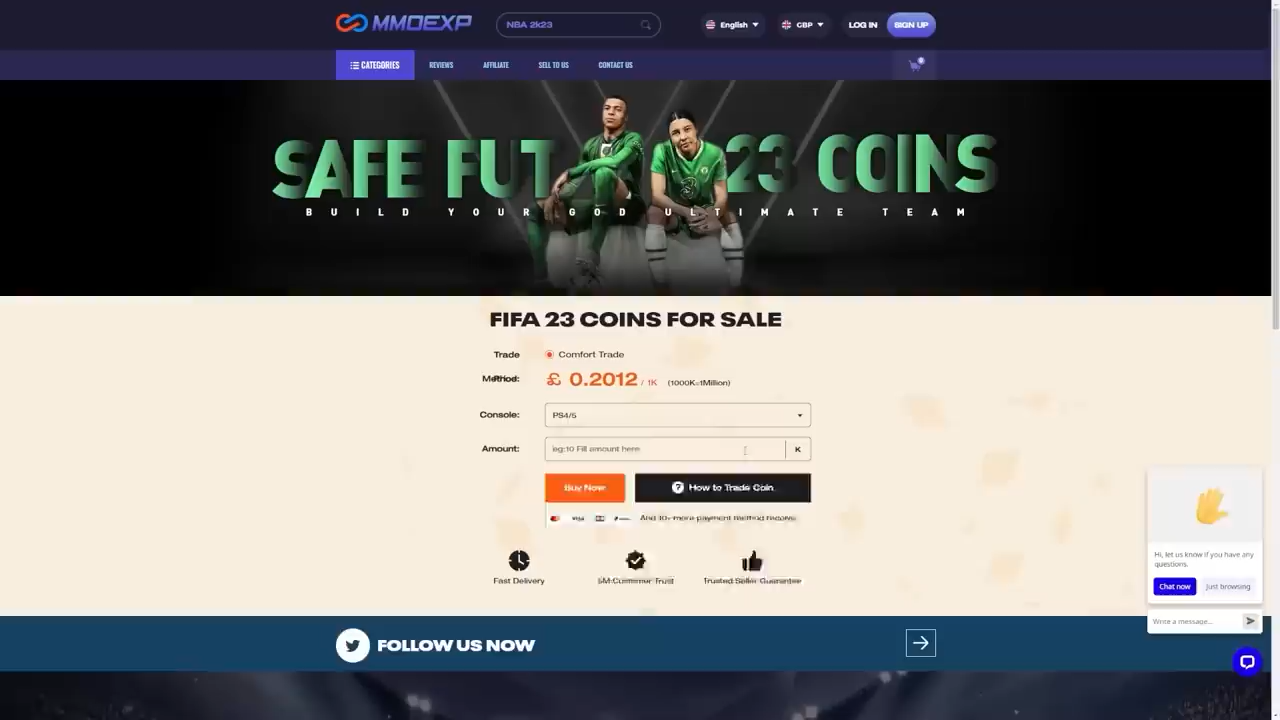 MMOEXP
NBA 2k23
English
GBP
LOG IN
SIGN UP
CATEGORIES
REVIEWS
AFFILIATE
SELL TO US
CONTACT US
0
SAFE FUT 23 COINS
BUILD YOUR GOD ULTIMATE TEAM
FIFA 23 COINS FOR SALE
Trade
Comfort Trade
£ 0.2012 / 1K (1000K=1Million)
Console:
PS4/5
Amount:
eg:10 Fill amount here
K
Buy Now
? How to Trade Coin
VISA
And 10+ more payment method
Fast Delivery
Trusted Seller Guarantee
Hi, let us know if you have any
questions.
Chat now
Just browsing
Write a message...
FOLLOW US NOW